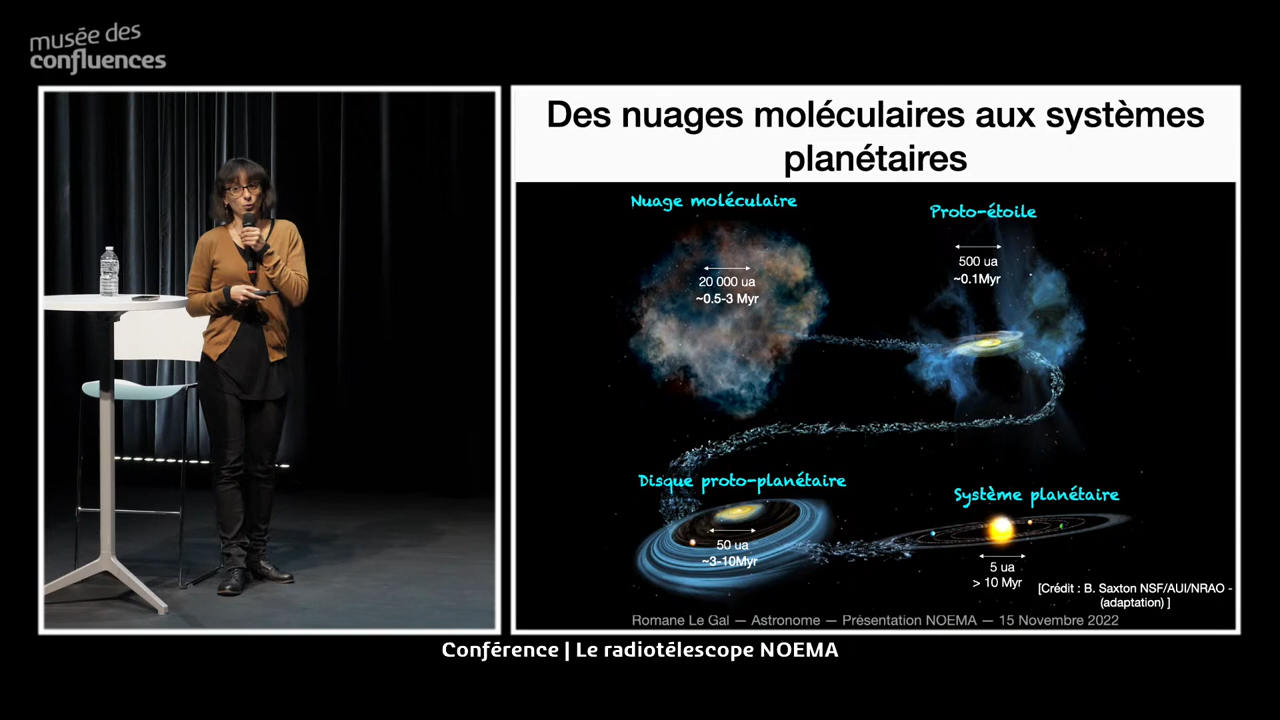 musée des
confluences
Des nuages moléculaires aux systèmes
planétaires
Nuage moléculaire
20 000 ua
~0.5-3 Myr
Proto-étoile
500 ua
~0.1Myr
Disque proto-planétaire
50 ua
~3-10Myr
Système planétaire
5 ua
> 10 Myr
[Crédit : B. Saxton NSF/AUI/NRAO -
(adaptation) ]
Romane Le Gal — Astronome — Présentation NOEMA — 15 Novembre 2022
Conférence | Le radiotélescope NOEMA